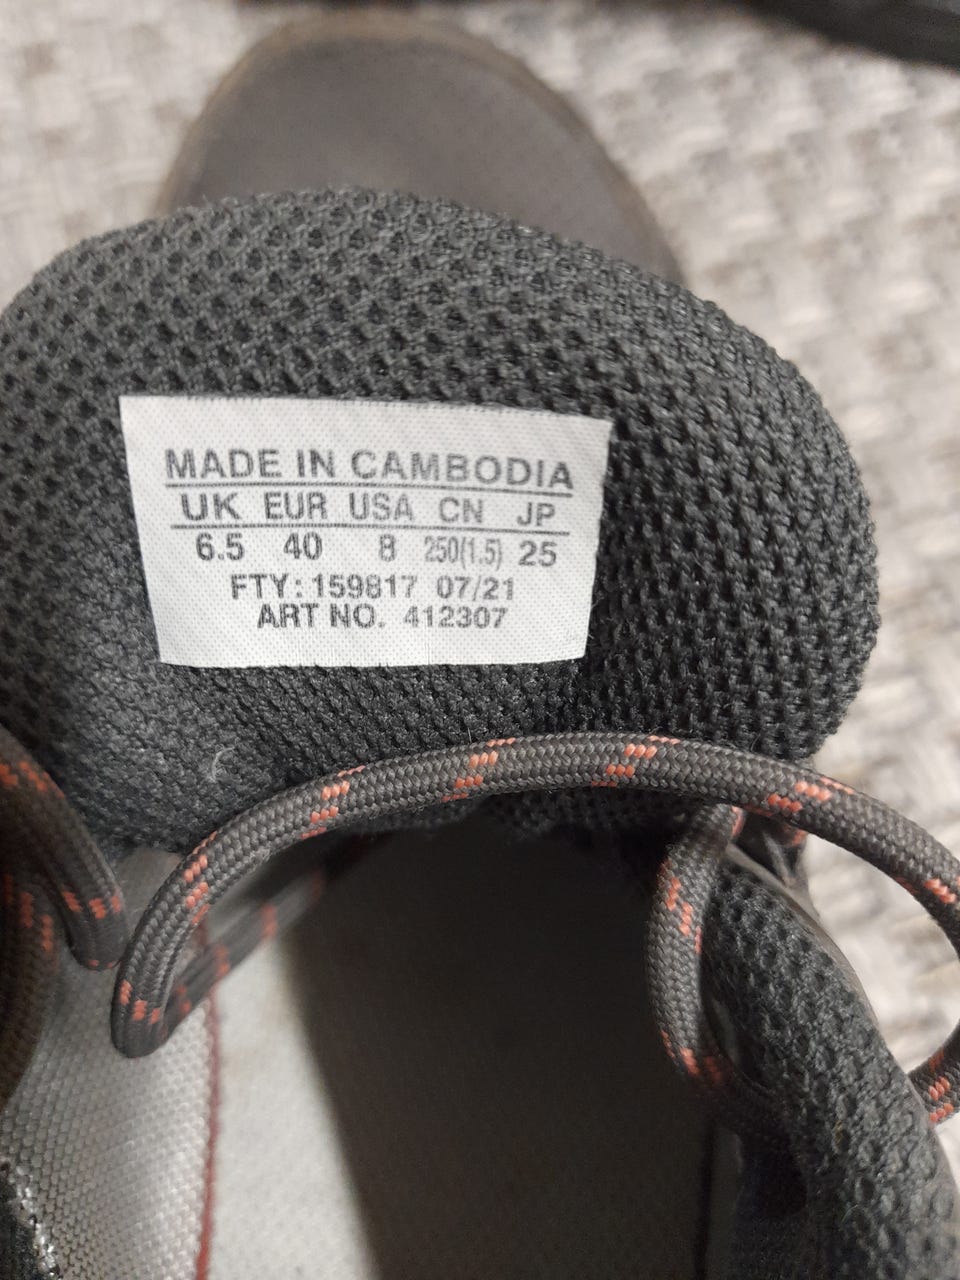 MADE IN CAMBODIA
UK EUR USA CN JP
6.5 40 8 250(1.5) 25
FTY: 159817 07/21
ART NO. 412307